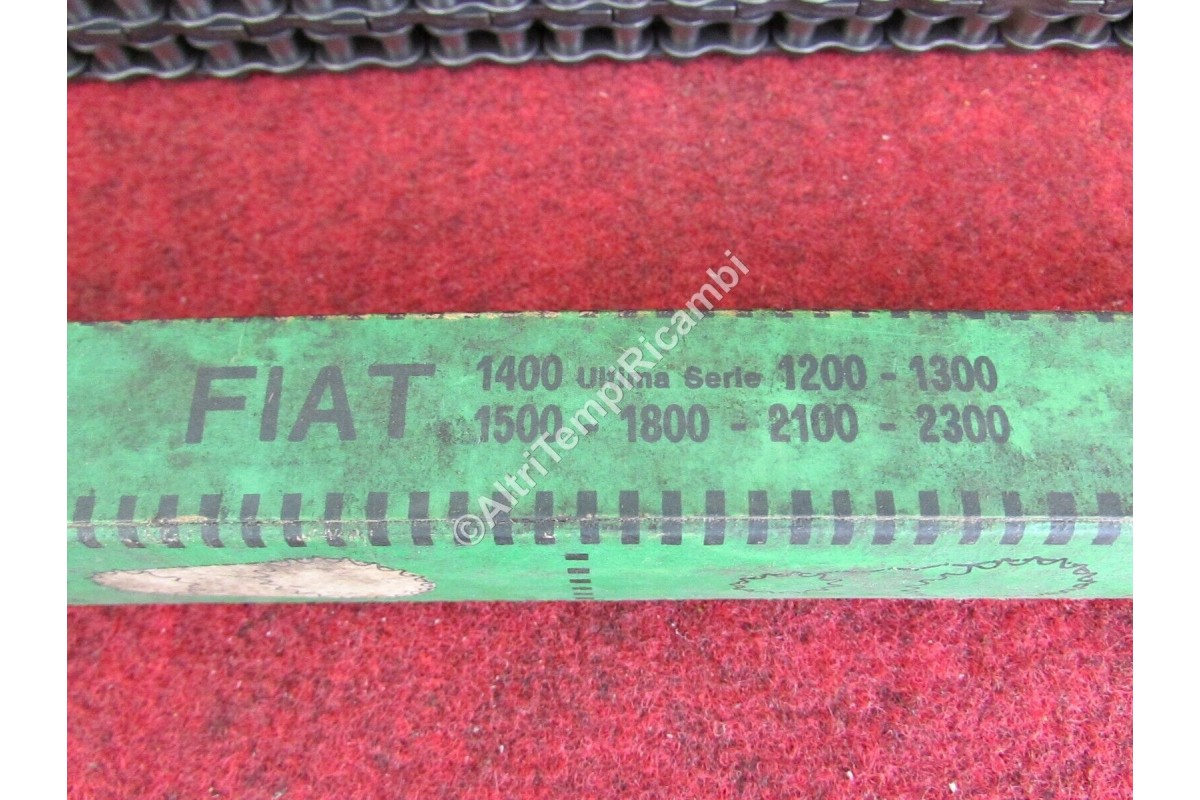 FIAT
1400 Ultima Serie 1200 - 1300
1500 - 1800 - 2100 - 2300
©AltriTempiRicambi